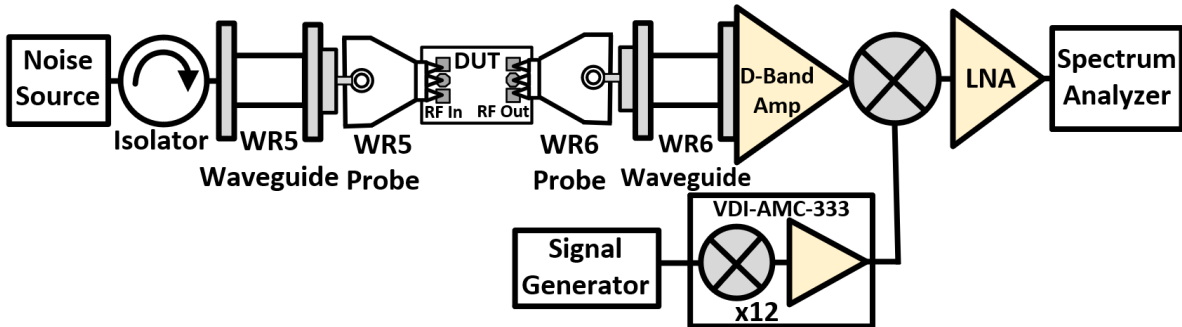 Noise
Source
Isolator
WR5
Waveguide
WR5
Probe
DUT
RF In
RF Out
WR6
Probe
WR6
Waveguide
D-Band
Amp
LNA
Spectrum
Analyzer
Signal
Generator
VDI-AMC-333
x12